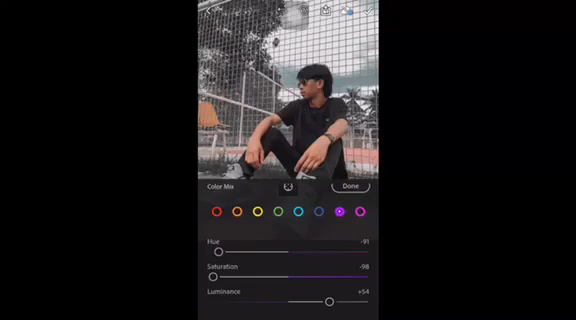 Color Mix
Done
Hue
-91
Saturation
-98
Luminance
+54